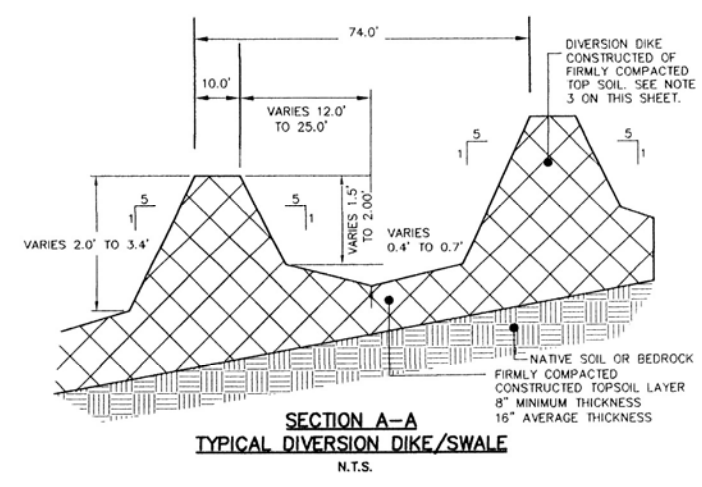 74.0'
10.0'
VARIES 12.0'
TO 25.0'
DIVERSION DIKE
CONSTRUCTED OF
FIRMLY COMPACTED
TOP SOIL. SEE NOTE
3 ON THIS SHEET.
5
1
5
1
5
1
5
1
VARIES 2.0' TO 3.4'
VARIES 1.5'
TO 2.00'
VARIES
0.4' TO 0.7'
NATIVE SOIL OR BEDROCK
FIRMLY COMPACTED
CONSTRUCTED TOPSOIL LAYER
8" MINIMUM THICKNESS
16" AVERAGE THICKNESS
SECTION A-A
TYPICAL DIVERSION DIKE/SWALE
N.T.S.